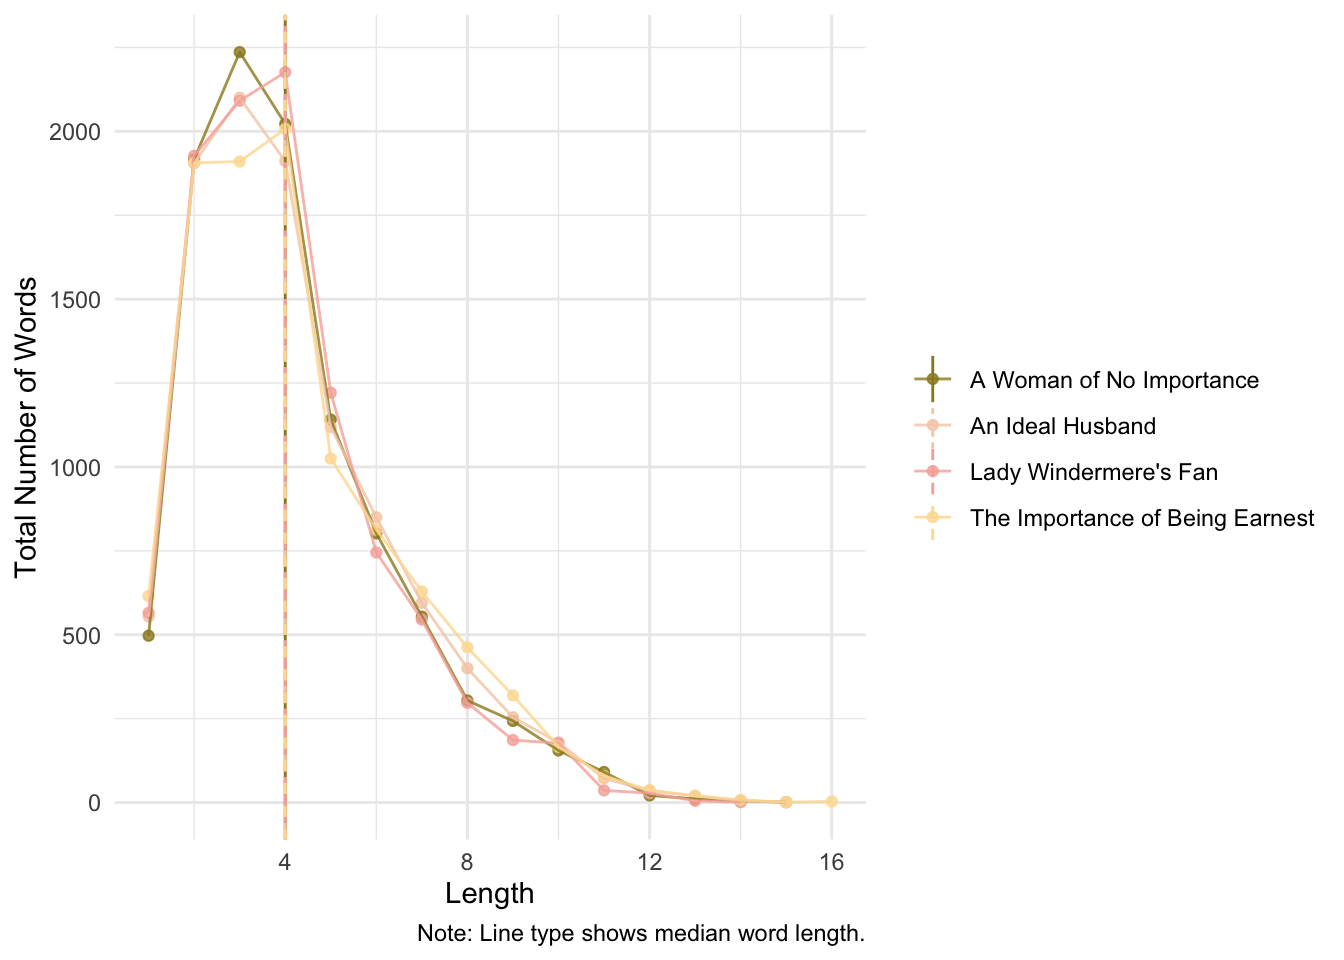 2000
1500
1000
500
0
Total Number of Words
4 8 12 16
Length
Note: Line type shows median word length.
A Woman of No Importance
An Ideal Husband
Lady Windermere's Fan
The Importance of Being Earnest